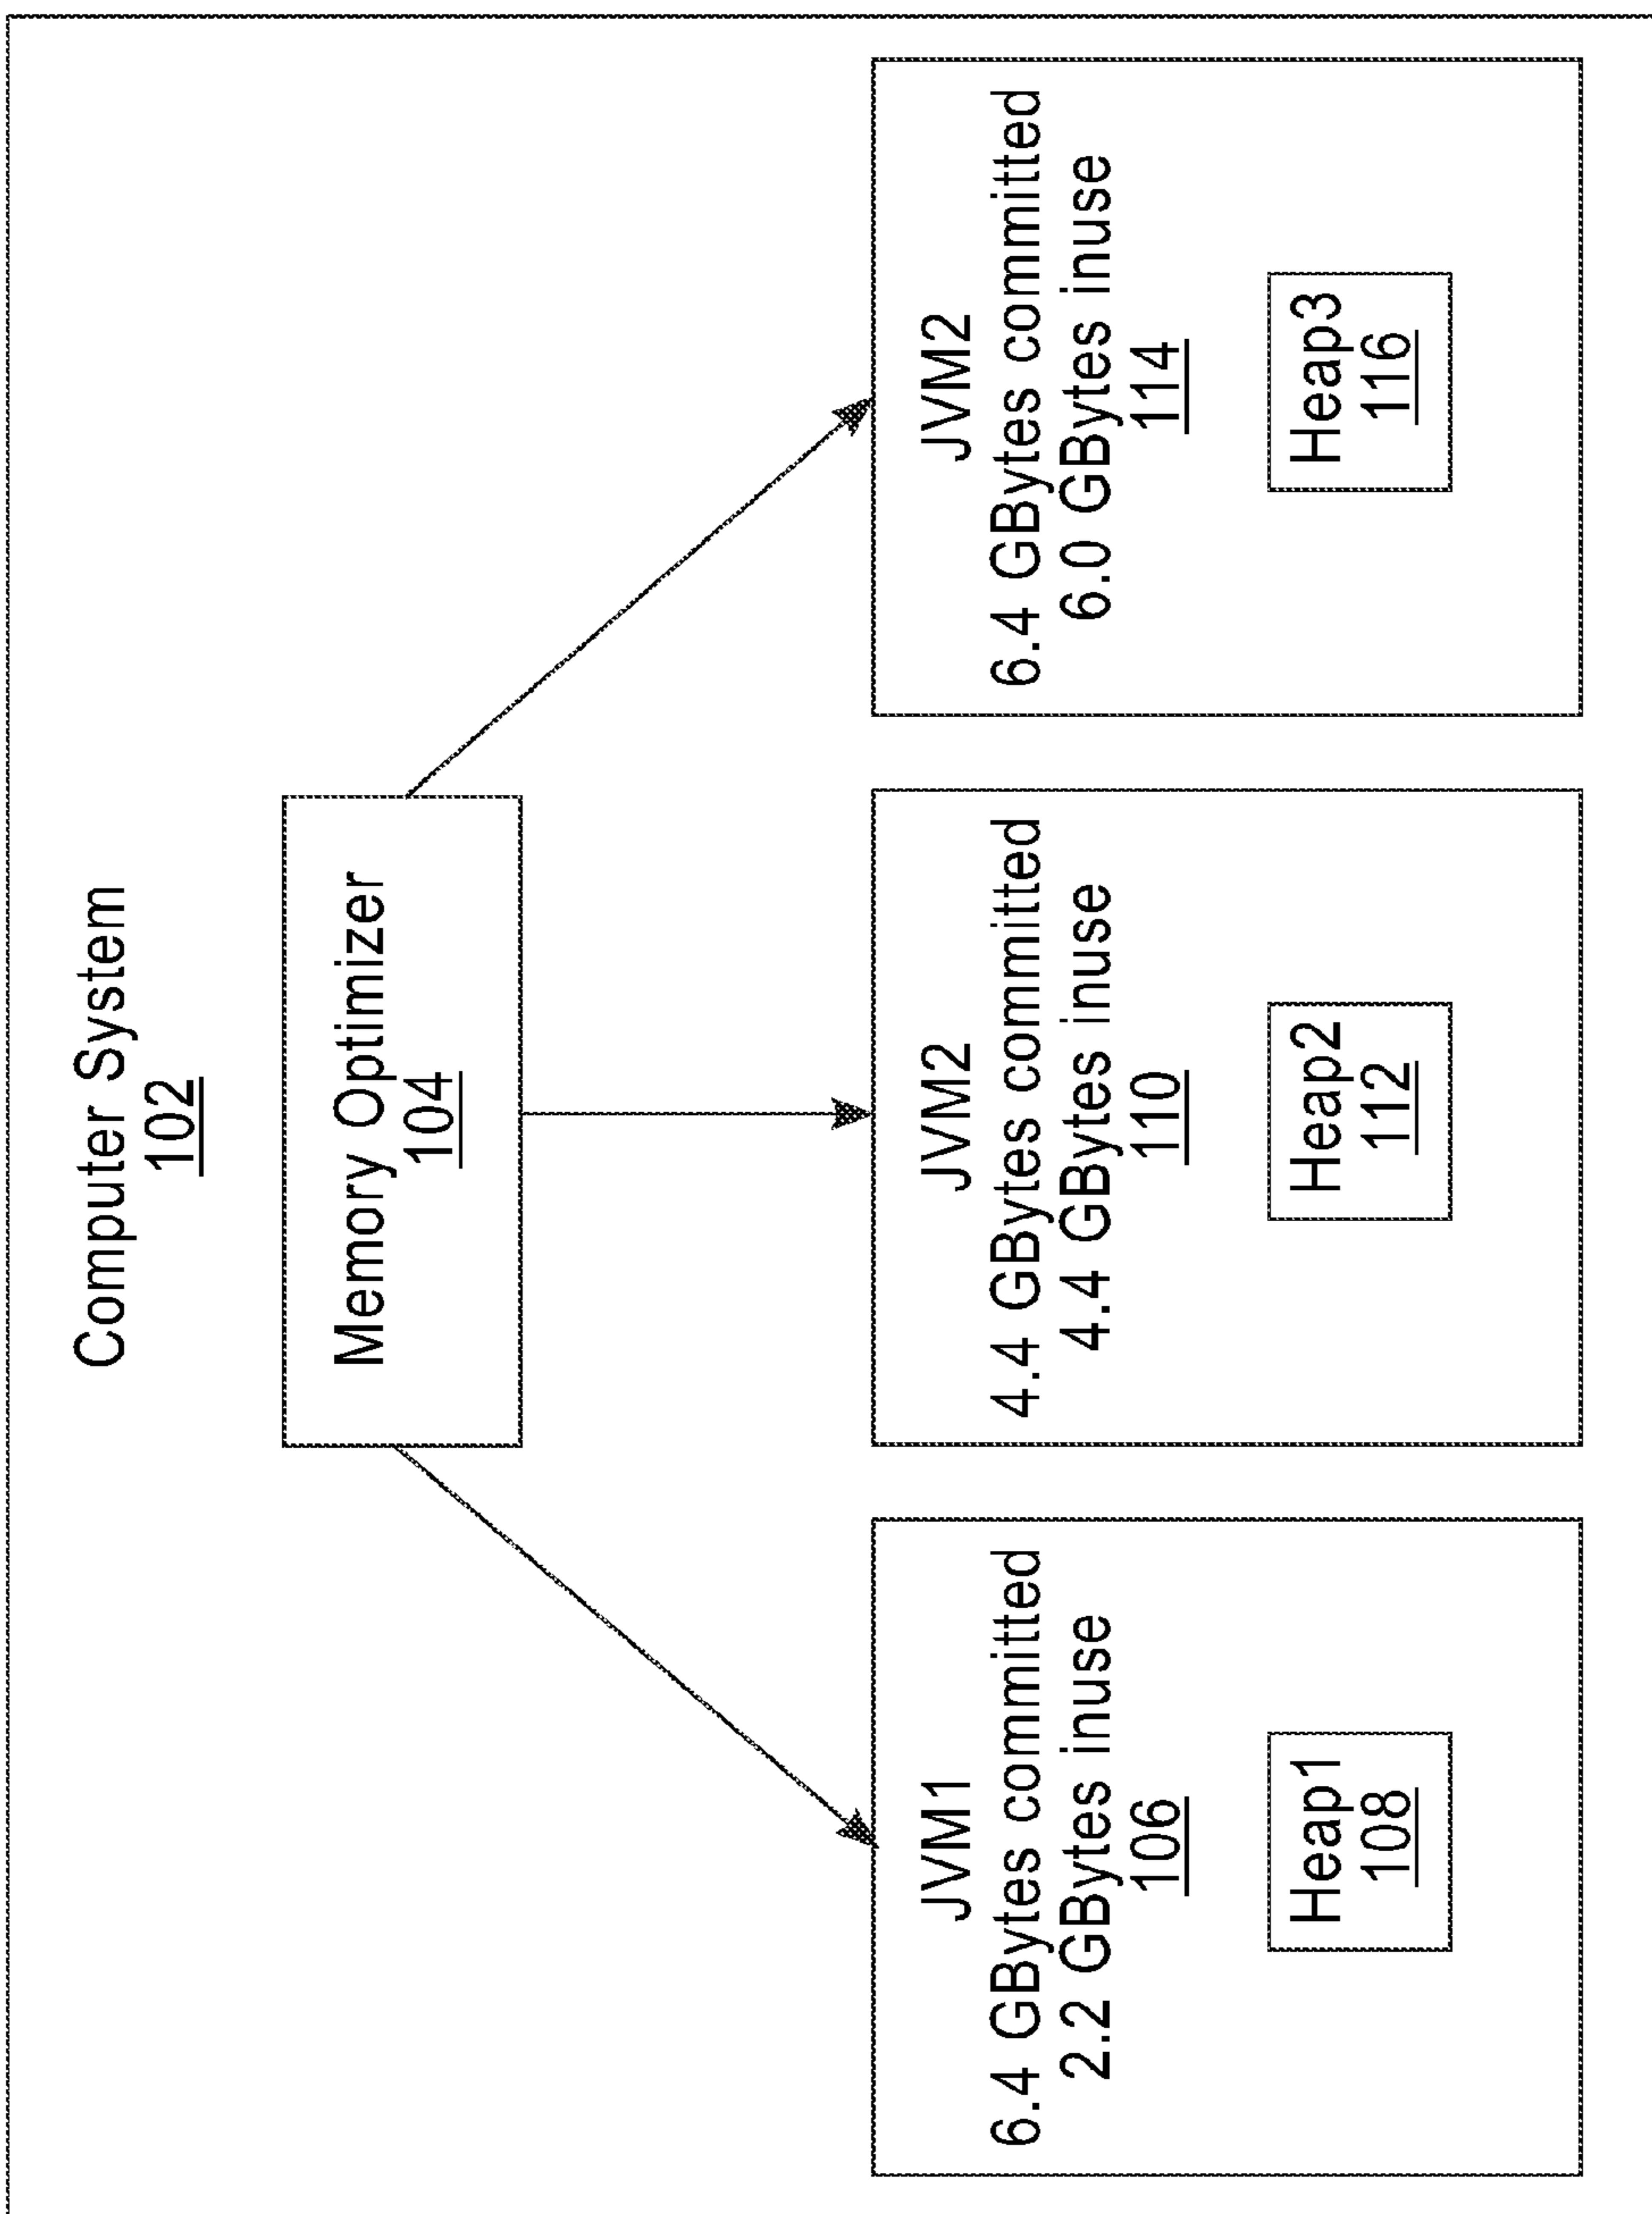 Computer System
102
Memory Optimizer
104
JVM1
6.4 GBytes committed
2.2 GBytes inuse
106
Heap1
108
JVM2
4.4 GBytes committed
4.4 GBytes inuse
110
Heap2
112
JVM2
6.4 GBytes committed
6.0 GBytes inuse
114
Heap3
116